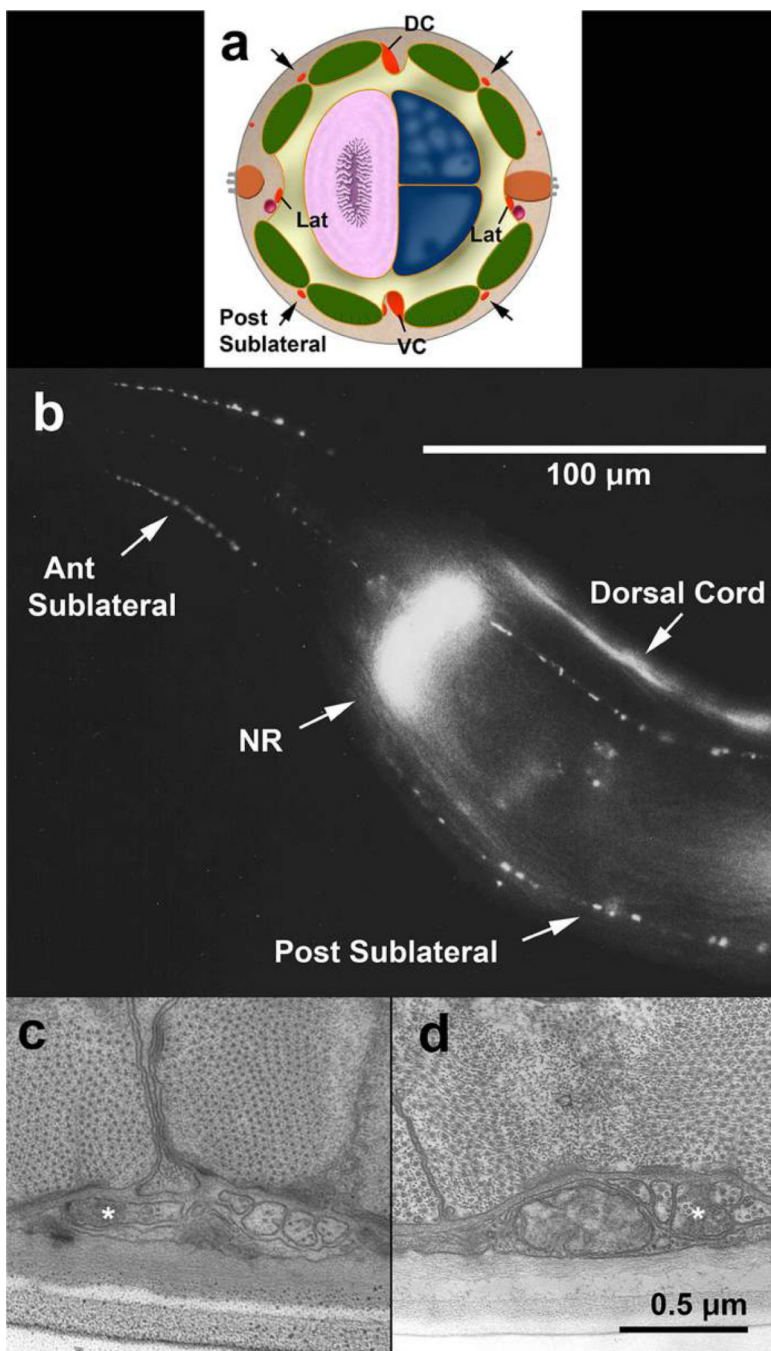 a
DC
Lat
Lat
Post
Sublateral
VC
b
100 µm
Ant
Sublateral
Dorsal Cord
NR
Post Sublateral
c
*
d
*
0.5 µm